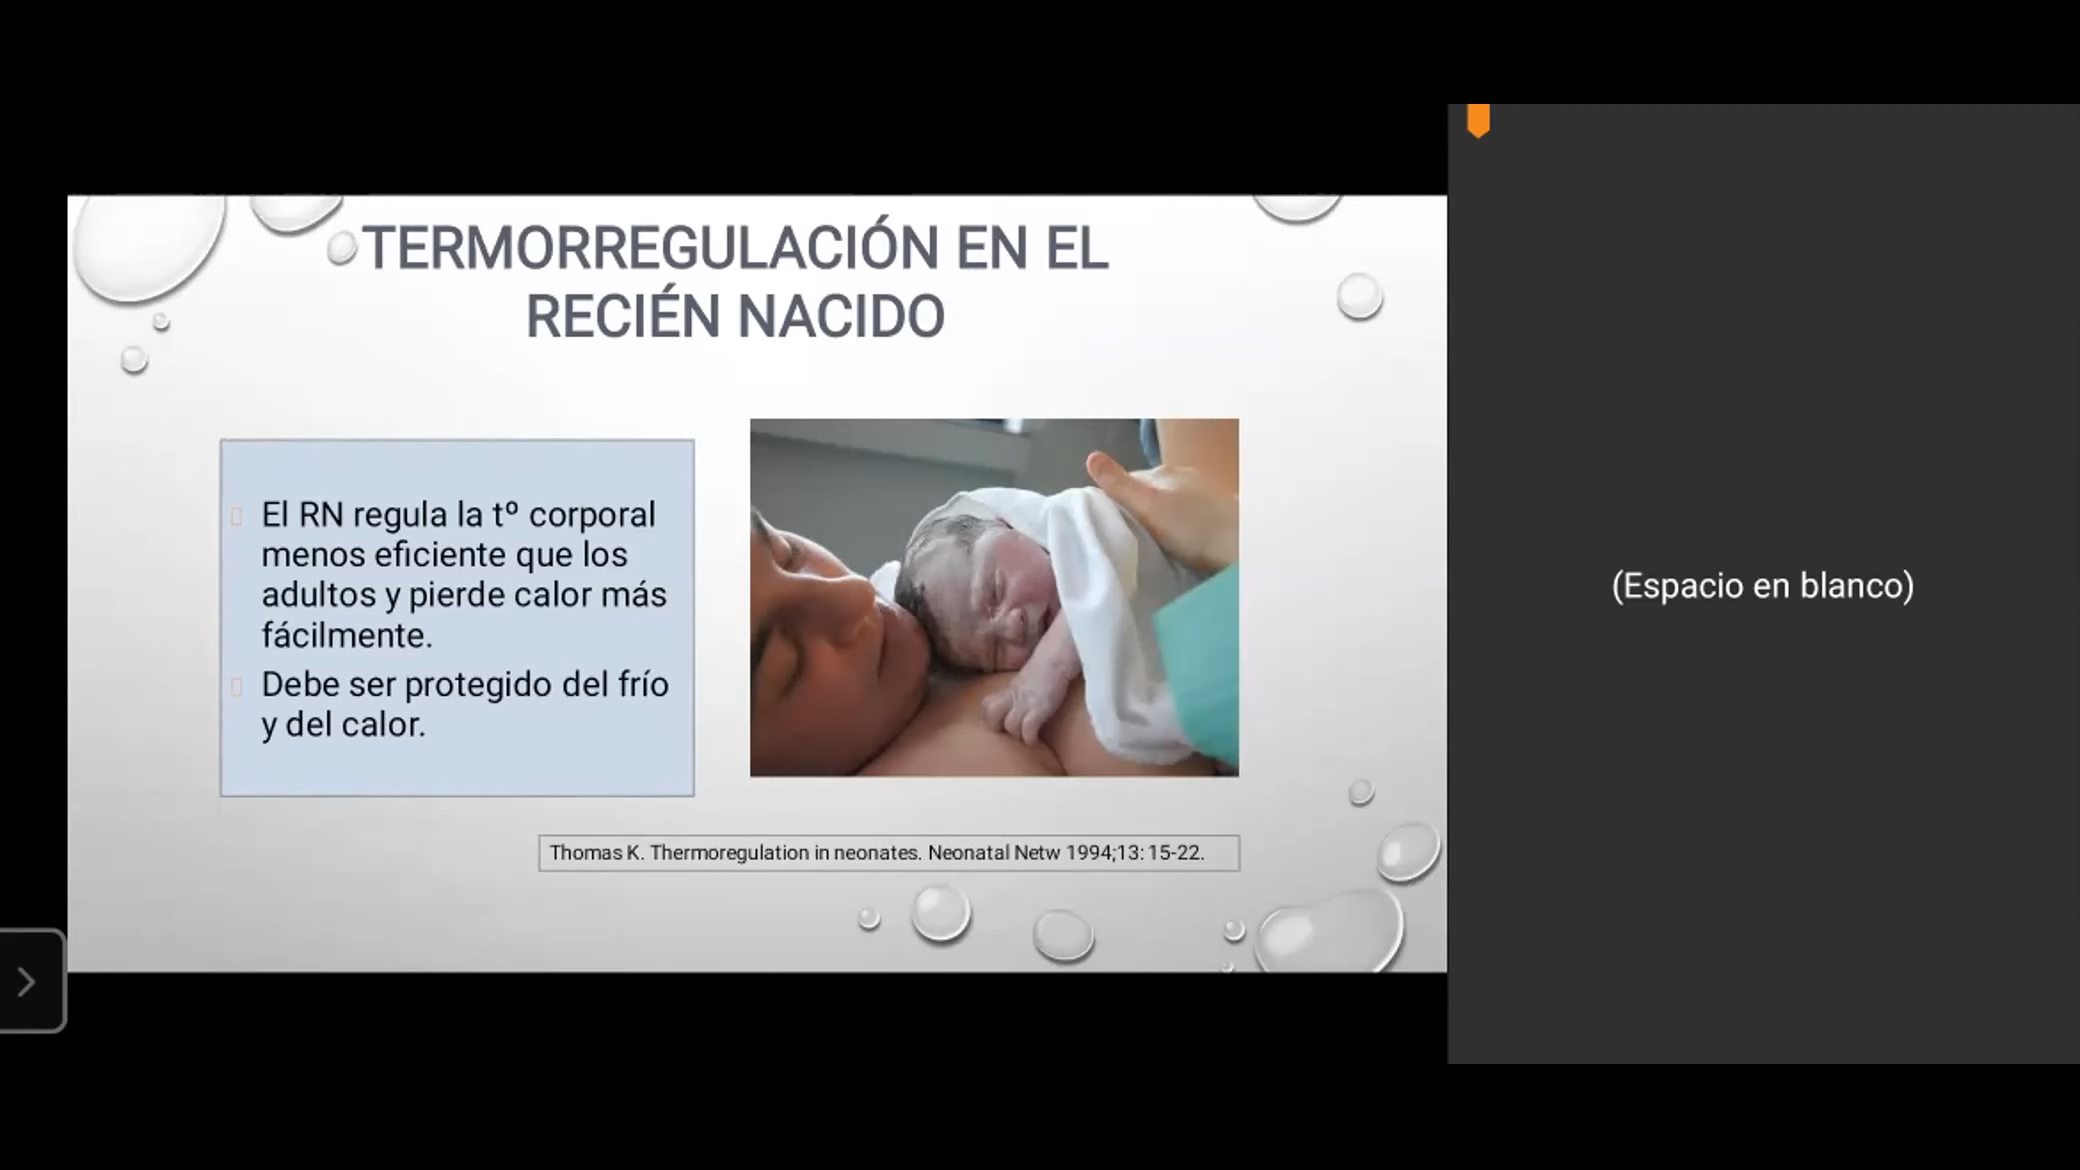 TERMORREGULACIÓN EN EL
RECIÉN NACIDO
El RN regula la tº corporal
menos eficiente que los
adultos y pierde calor más
fácilmente.
Debe ser protegido del frío
y del calor.
Thomas K. Thermoregulation in neonates. Neonatal Netw 1994;13: 15-22.
(Espacio en blanco)